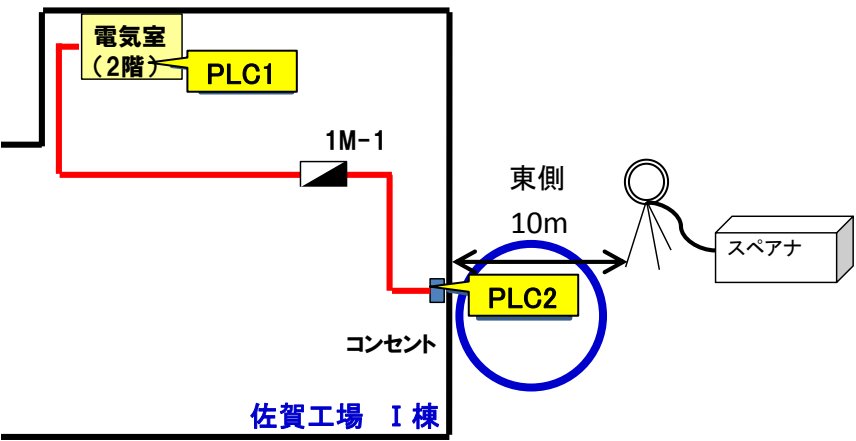 電気室
(2階)
PLC1
1M-1
東側
10m
スペアナ
PLC2
コンセント
佐賀工場 I棟